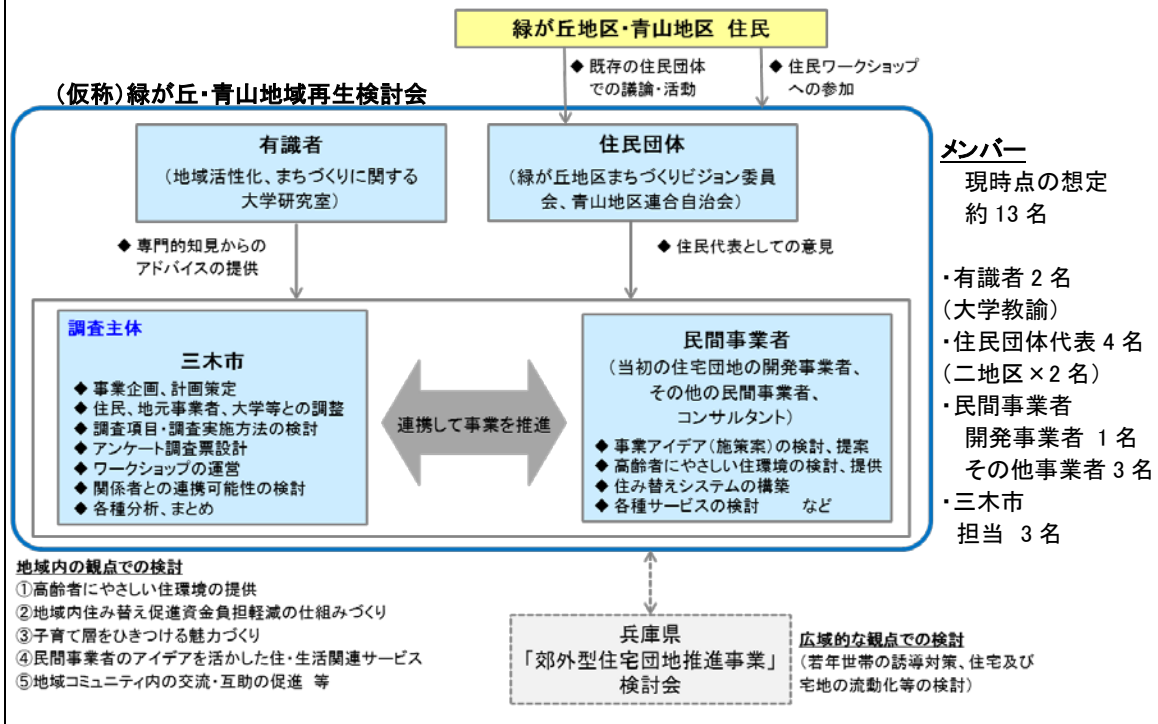 緑が丘地区・青山地区 住民
◆ 既存の住民団体
での議論・活動
◆ 住民ワークショップ
への参加
(仮称)緑が丘・青山地域再生検討会
有識者
(地域活性化、まちづくりに関する
大学研究室)
住民団体
(緑が丘地区まちづくりビジョン委員
会、青山地区連合自治会)
◆ 専門的知見からの
アドバイスの提供
◆ 住民代表としての意見
調査主体
三木市
◆ 事業企画、計画策定
◆ 住民、地元事業者、大学等との調整
◆ 調査項目・調査実施方法の検討
◆ アンケート調査票設計
◆ ワークショップの運営
◆ 関係者との連携可能性の検討
◆ 各種分析、まとめ
連携して事業を推進
民間事業者
(当初の住宅団地の開発事業者、
その他の民間事業者、
コンサルタント)
◆ 事業アイデア(施策案)の検討、提案
◆ 高齢者にやさしい住環境の検討、提供
◆ 住み替えシステムの構築
◆ 各種サービスの検討 など
メンバー
現時点の想定
約 13 名
・有識者 2 名
(大学教諭)
・住民団体代表 4 名
(二地区×2 名)
・民間事業者
開発事業者 1 名
その他事業者 3 名
・三木市
担当 3 名
地域内の観点での検討
①高齢者にやさしい住環境の提供
②地域内住み替え促進資金負担軽減の仕組みづくり
③子育て層をひきつける魅力づくり
④民間事業者のアイデアを活かした住・生活関連サービス
⑤地域コミュニティ内の交流・互助の促進 等
兵庫県
「郊外型住宅団地推進事業」
検討会
広域的な観点での検討
(若年世帯の誘導対策、住宅及び
宅地の流動化等の検討)